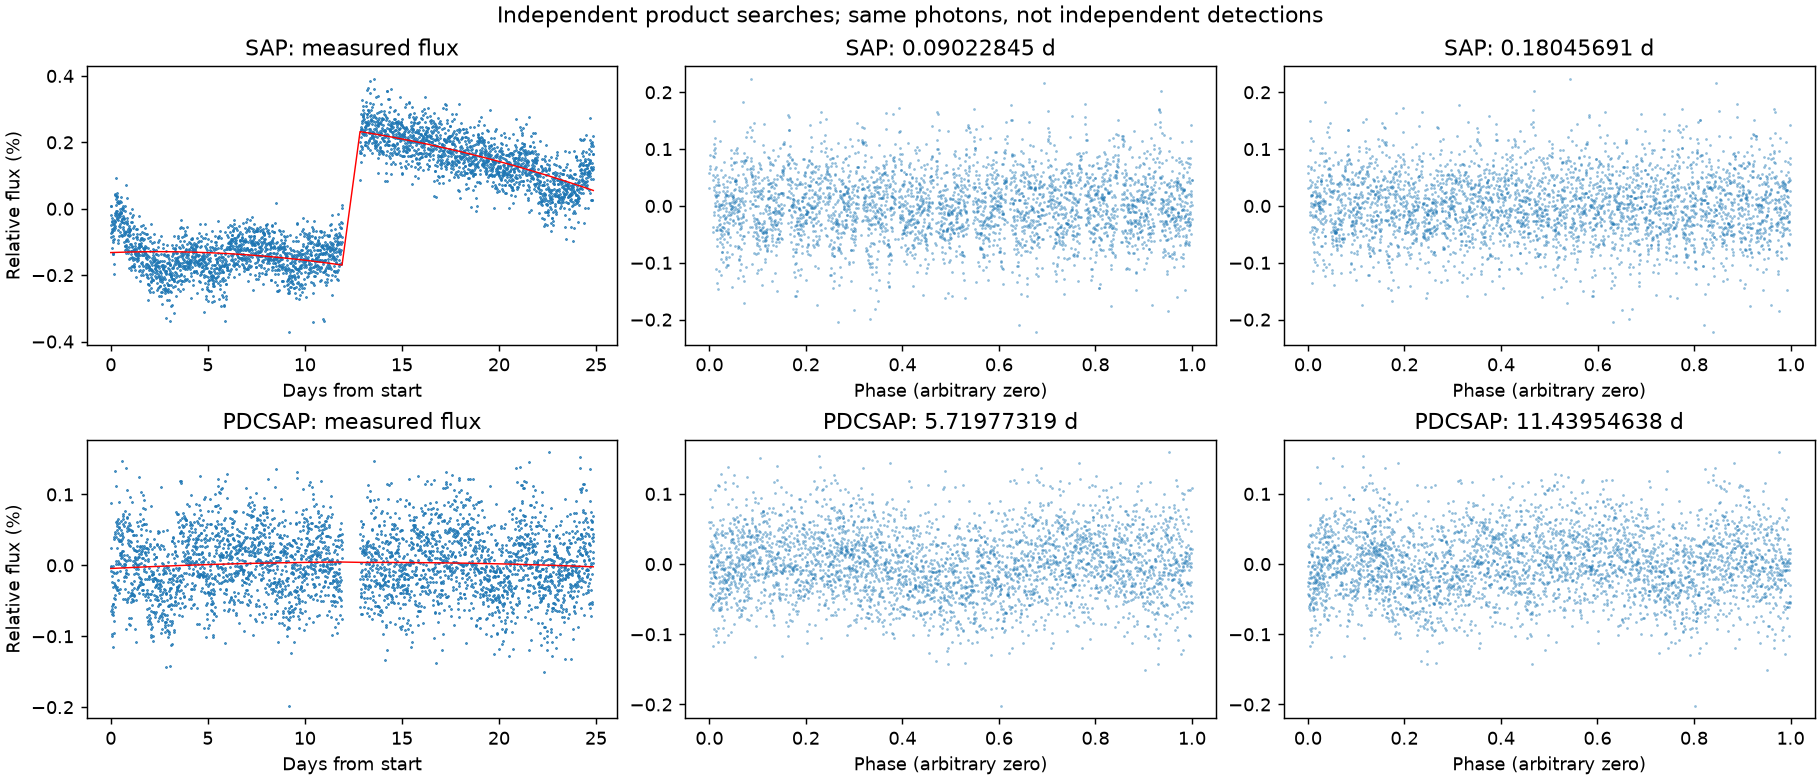 Independent product searches; same photons, not independent detections
SAP: measured flux
SAP: 0.09022845 d
SAP: 0.18045691 d
Relative flux (%)
0.4
0.2
0.0
−0.2
−0.4
0 5 10 15 20 25
Days from start
0.2
0.1
0.0
−0.1
−0.2
0.0 0.2 0.4 0.6 0.8 1.0
Phase (arbitrary zero)
0.2
0.1
0.0
−0.1
−0.2
0.0 0.2 0.4 0.6 0.8 1.0
Phase (arbitrary zero)
PDCSAP: measured flux
PDCSAP: 5.71977319 d
PDCSAP: 11.43954638 d
Relative flux (%)
0.1
0.0
−0.1
−0.2
0 5 10 15 20 25
Days from start
0.1
0.0
−0.1
−0.2
0.0 0.2 0.4 0.6 0.8 1.0
Phase (arbitrary zero)
0.1
0.0
−0.1
−0.2
0.0 0.2 0.4 0.6 0.8 1.0
Phase (arbitrary zero)